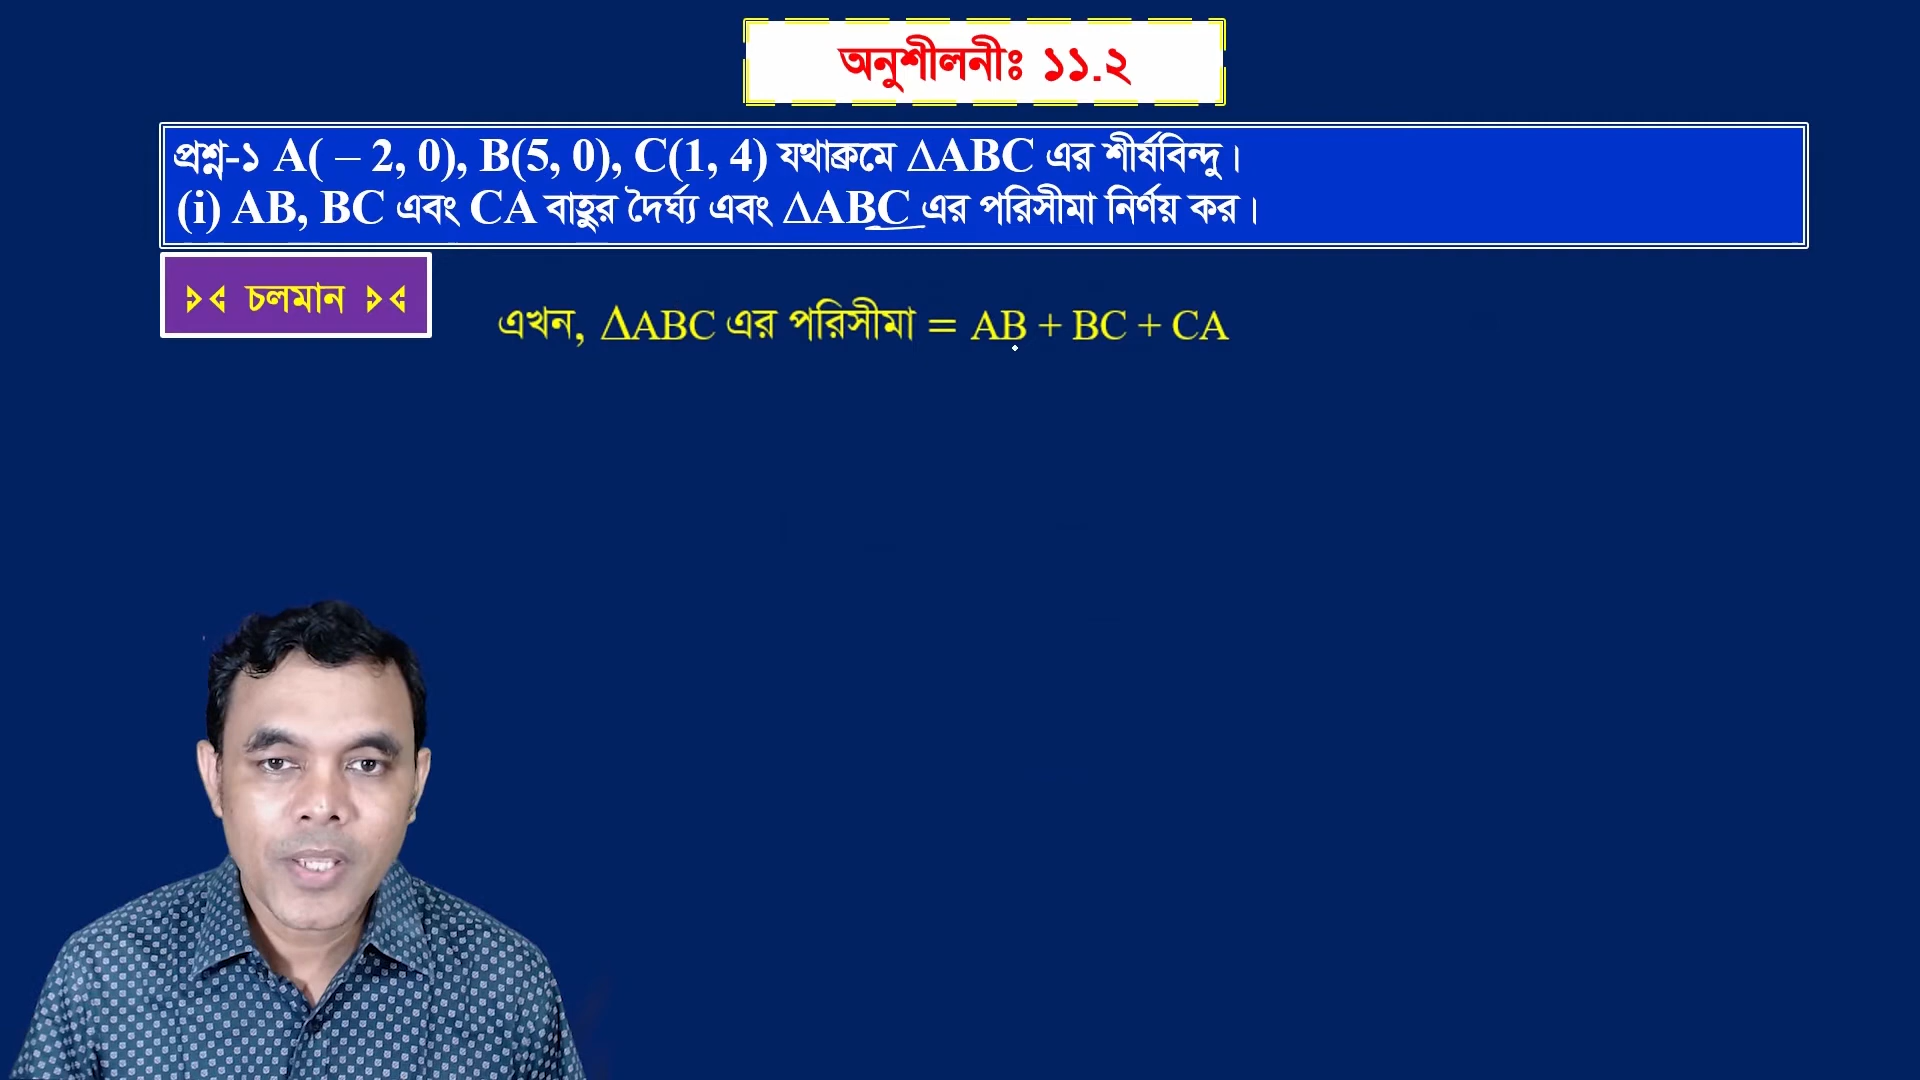 অনুশীলনীঃ ১১.২
প্রশ্ন-১ A( – 2, 0), B(5, 0), C(1, 4) যথাক্রমে ΔABC এর শীর্ষবিন্দু।
(i) AB, BC এবং CA বাহুর দৈর্ঘ্য এবং ΔABC এর পরিসীমা নির্ণয় কর।
চলমান
এখন, ΔABC এর পরিসীমা = AB + BC + CA